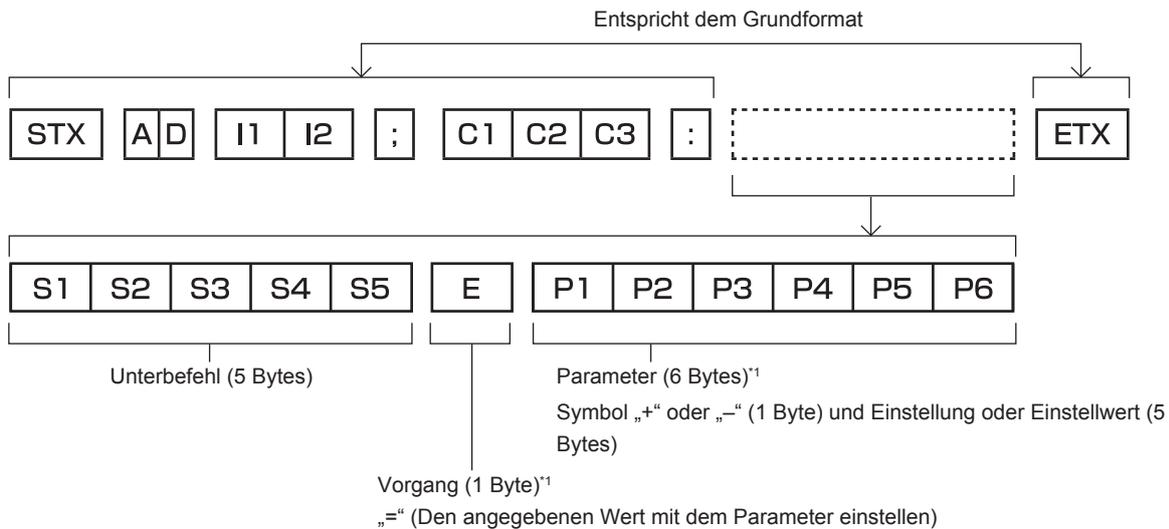 Entspricht dem Grundformat
STX AD I1 I2 ; C1 C2 C3 : ETX
S1 S2 S3 S4 S5 E P1 P2 P3 P4 P5 P6
Unterbefehl (5 Bytes)
Parameter (6 Bytes)*1
Symbol „+“ oder „–“ (1 Byte) und Einstellung oder Einstellwert (5
Bytes)
Vorgang (1 Byte)*1
„=“ (Den angegebenen Wert mit dem Parameter einstellen)